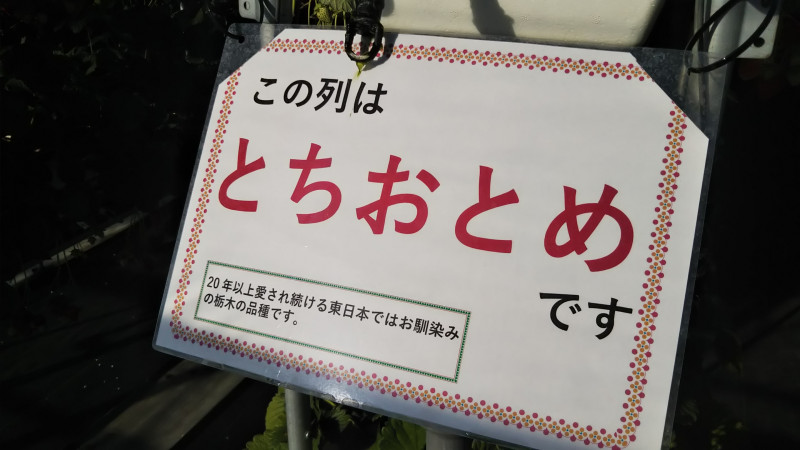 この列は
とちおとめ
です
20年以上愛され続ける東日本ではお馴染み
の栃木の品種です。